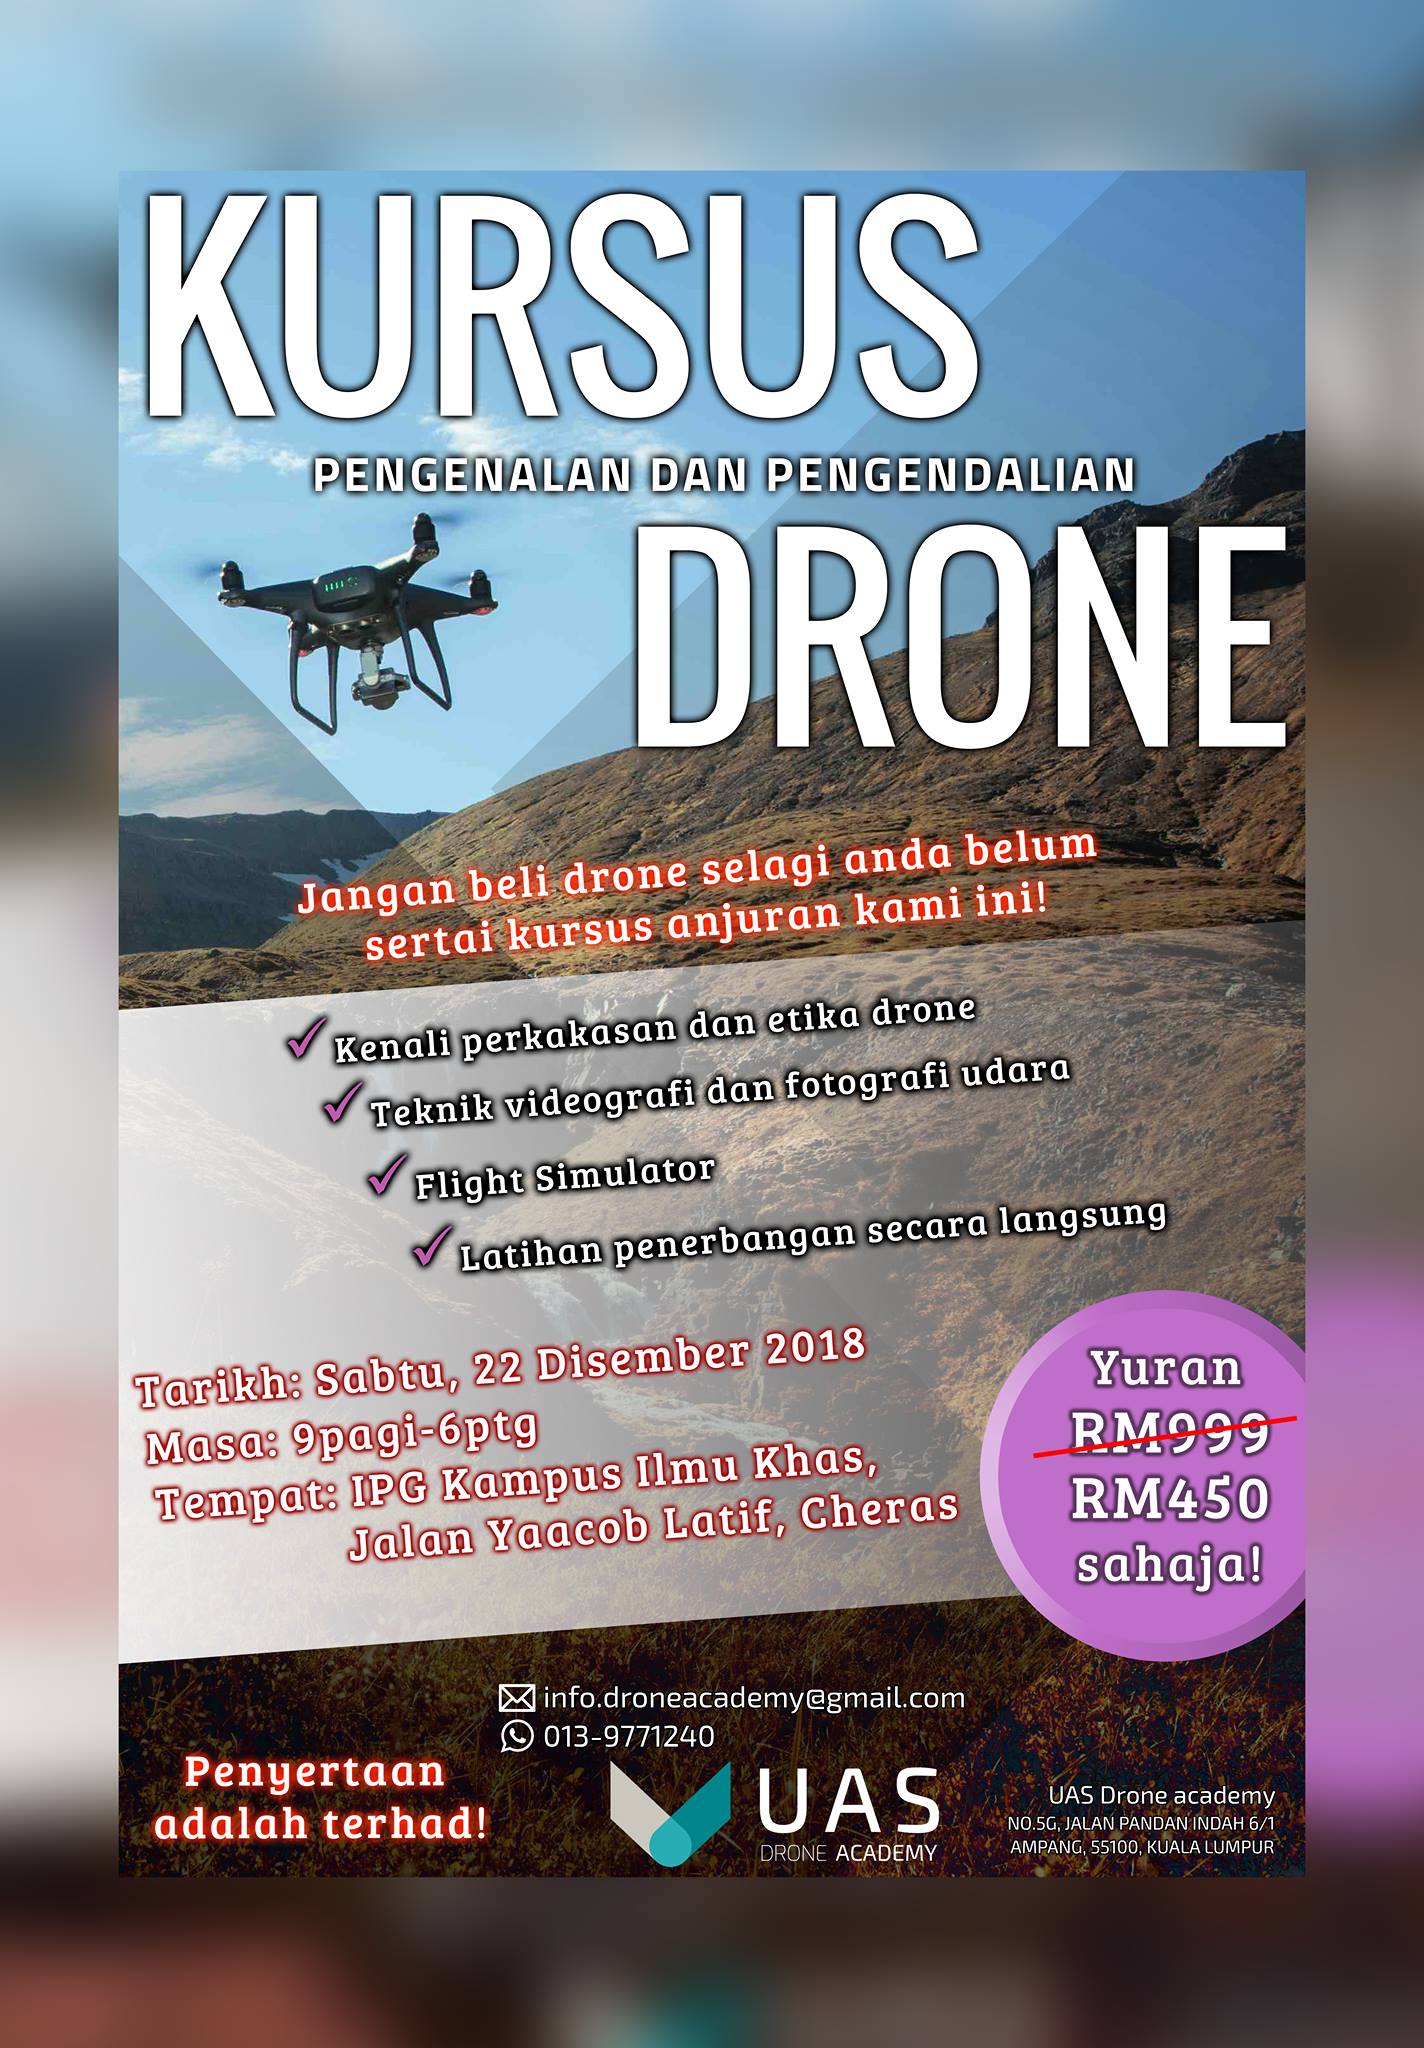 KURSUS
PENGENALAN DAN PENGENDALIAN
DRONE
Jangan beli drone selagi anda belum
sertai kursus anjuran kami ini!
Kenali perkakasan dan etika drone
Teknik videografi dan fotografi udara
Flight Simulator
Latihan penerbangan secara langsung
Tarikh: Sabtu, 22 Disember 2018
Masa: 9pagi-6ptg
Tempat: IPG Kampus Ilmu Khas,
Jalan Yaacob Latif, Cheras
Yuran
RM999
RM450
sahaja!
info.droneacademy@gmail.com
013-9771240
Penyertaan
adalah terhad!
UAS
DRONE ACADEMY
UAS Drone academy
NO.5G, JALAN PANDAN INDAH 6/1
AMPANG, 55100, KUALA LUMPUR